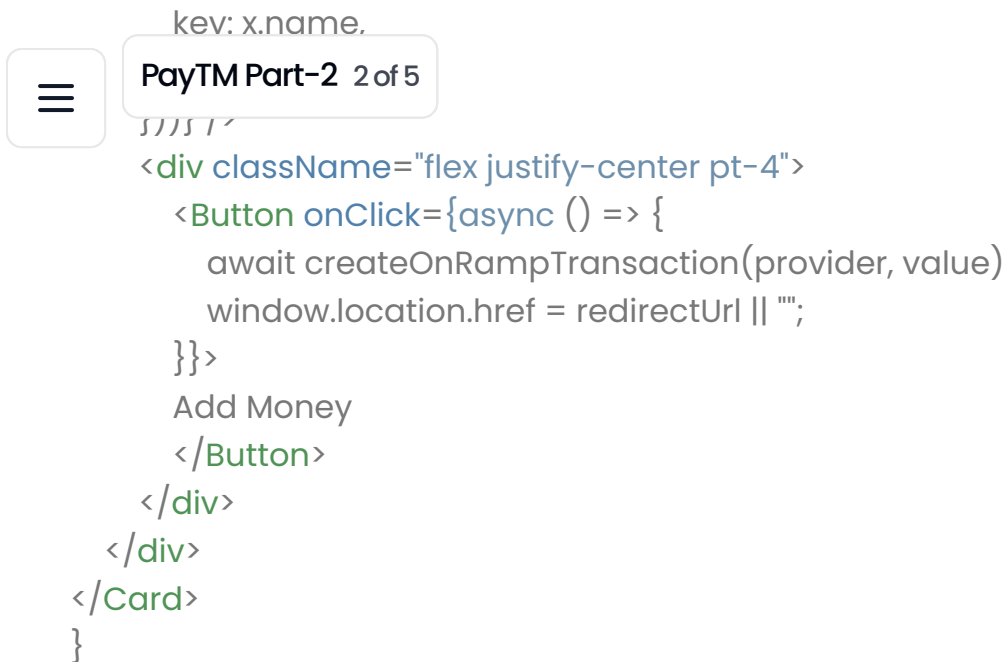 key: x.name,
PayTM Part-2 2 of 5
}))} />
<div className="flex justify-center pt-4">
<Button onClick={async () => {
await createOnRampTransaction(provider, value)
window.location.href = redirectUrl || "";
}}>
Add Money
</Button>
</div>
</div>
</Card>
}